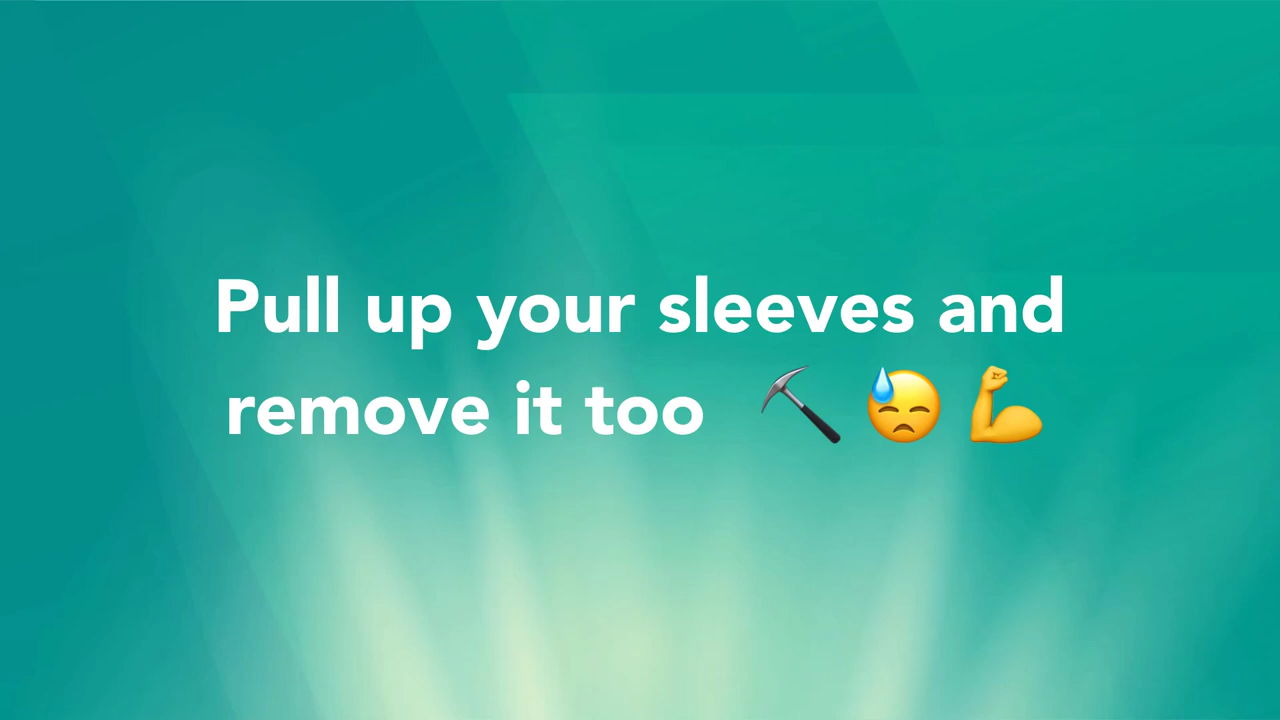 Pull up your sleeves and
remove it too ⛏️ 😓 💪